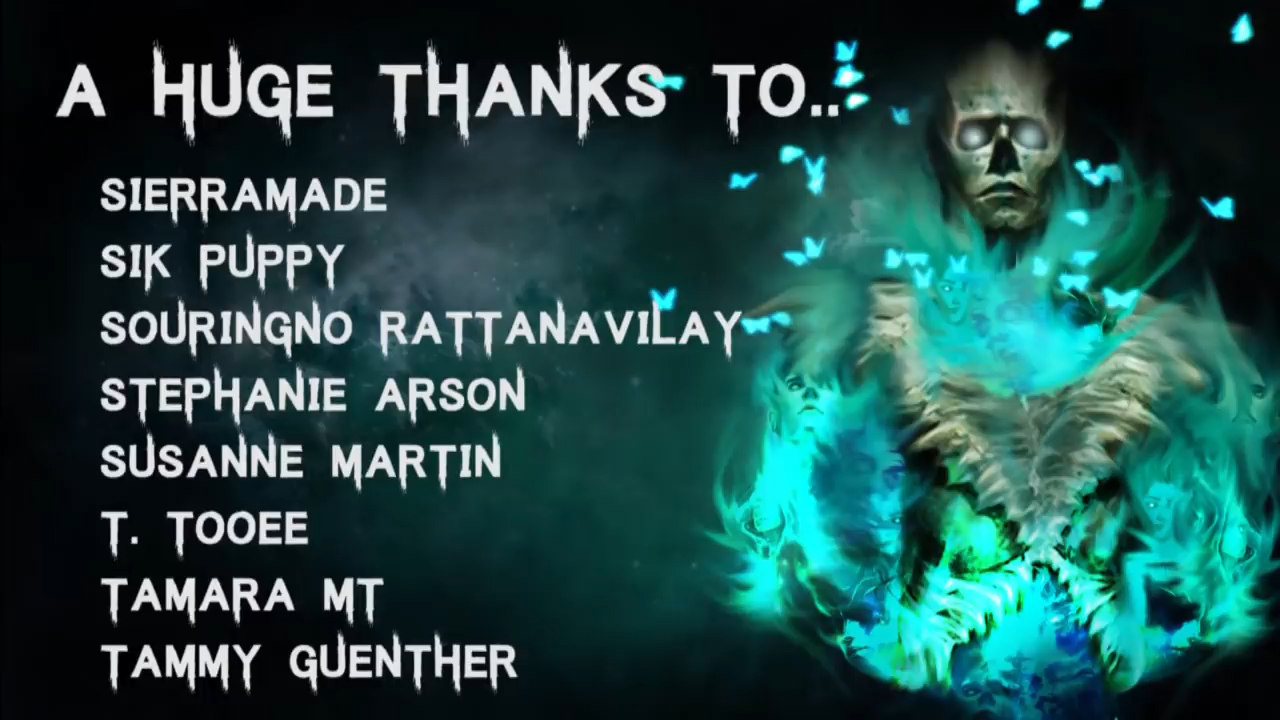 A HUGE THANKS TO..
SIERRAMADE
SIK PUPPY
SOURINGNO RATTANAVILAY
STEPHANIE ARSON
SUSANNE MARTIN
T. TOOEE
TAMARA MT
TAMMY GUENTHER